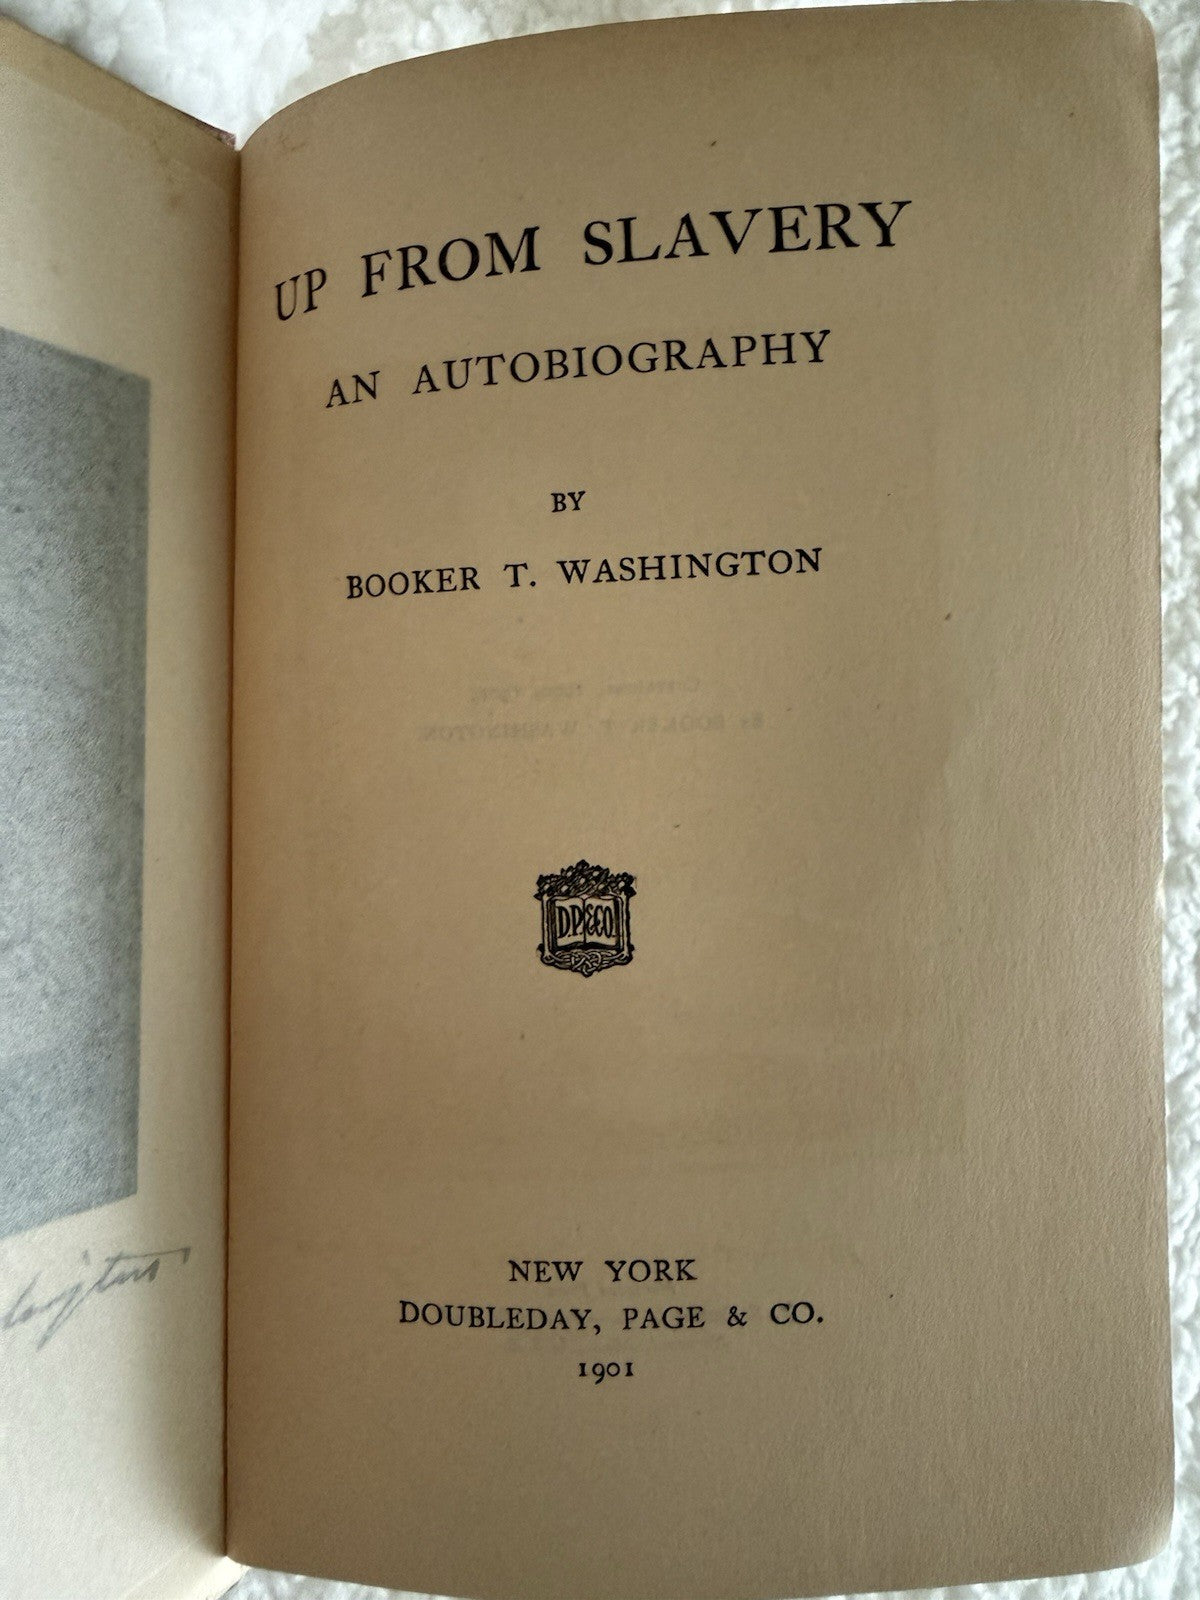 UP FROM SLAVERY
AN AUTOBIOGRAPHY
BY
BOOKER T. WASHINGTON
D.P. & CO.
NEW YORK
DOUBLEDAY, PAGE & CO.
1901